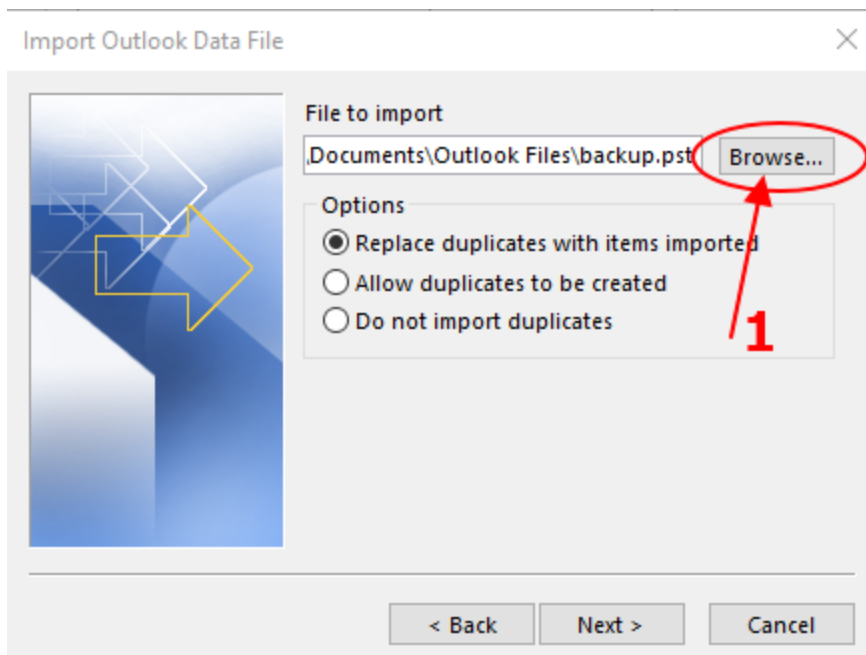 Import Outlook Data File
File to import
Documents\Outlook Files\backup.pst
Browse...
Options
Replace duplicates with items imported
Allow duplicates to be created
Do not import duplicates
1
< Back
Next >
Cancel